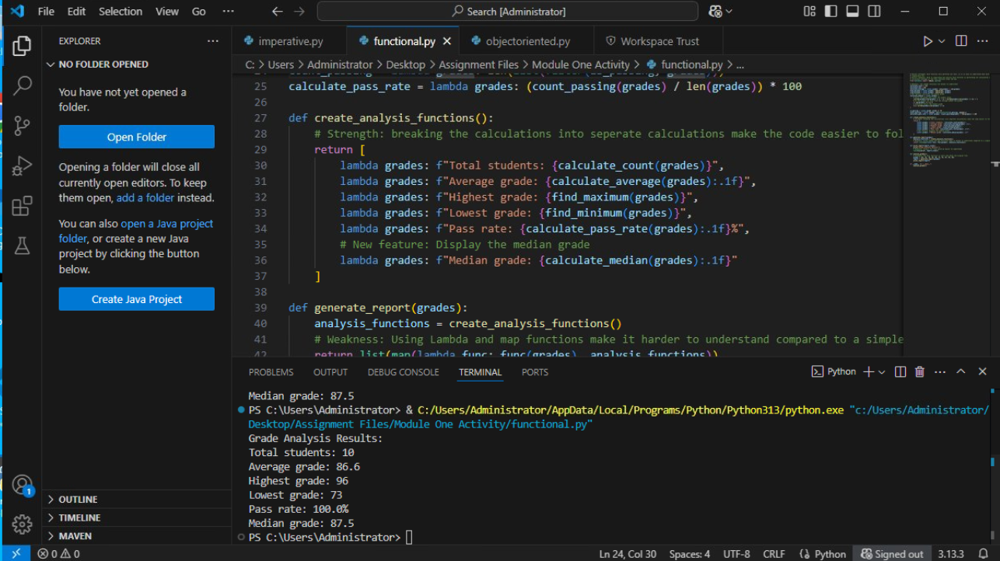 File Edit Selection View Go ··· Search [Administrator]
EXPLORER ···
NO FOLDER OPENED
You have not yet opened a
folder.
Open Folder
Opening a folder will close all
currently open editors. To keep
them open, add a folder instead.
You can also open a Java project
folder, or create a new Java
project by clicking the button
below.
Create Java Project
OUTLINE
TIMELINE
MAVEN
imperative.py functional.py objectoriented.py Workspace Trust
C: > Users > Administrator > Desktop > Assignment Files > Module One Activity > functional.py > ...
25 calculate_pass_rate = lambda grades: (count_passing(grades) / len(grades)) * 100
26
27 def create_analysis_functions():
28 # Strength: breaking the calculations into seperate calculations make the code easier to fol
29 return [
30 lambda grades: f"Total students: {calculate_count(grades)}",
31 lambda grades: f"Average grade: {calculate_average(grades):.1f}",
32 lambda grades: f"Highest grade: {find_maximum(grades)}",
33 lambda grades: f"Lowest grade: {find_minimum(grades)}",
34 lambda grades: f"Pass rate: {calculate_pass_rate(grades):.1f}%",
35 # New feature: Display the median grade
36 lambda grades: f"Median grade: {calculate_median(grades):.1f}"
37 ]
38
39 def generate_report(grades):
40 analysis_functions = create_analysis_functions()
41 # Weakness: Using Lambda and map functions make it harder to understand compared to a simple
42 return list(map(lambda func: func(grades), analysis_functions))
PROBLEMS OUTPUT DEBUG CONSOLE TERMINAL PORTS Python
Median grade: 87.5
PS C:\Users\Administrator> & C:/Users/Administrator/AppData/Local/Programs/Python/Python313/python.exe "c:/Users/Administrator/
Desktop/Assignment Files/Module One Activity/functional.py"
Grade Analysis Results:
Total students: 10
Average grade: 86.6
Highest grade: 96
Lowest grade: 73
Pass rate: 100.0%
Median grade: 87.5
PS C:\Users\Administrator>
1
0 0 Ln 24, Col 30 Spaces: 4 UTF-8 CRLF {} Python Signed out 3.13.3